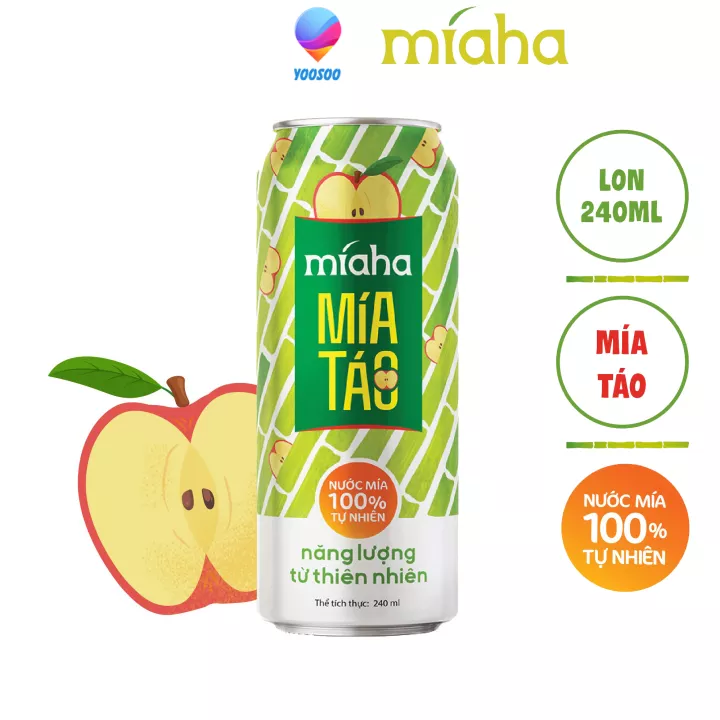 YOOSOO
míaha
míaha
MÍA
TÁO
NƯỚC MÍA
100%
TỰ NHIÊN
năng lượng
từ thiên nhiên
Thể tích thực: 240 ml
LON
240ML
MÍA
TÁO
NƯỚC MÍA
100%
TỰ NHIÊN